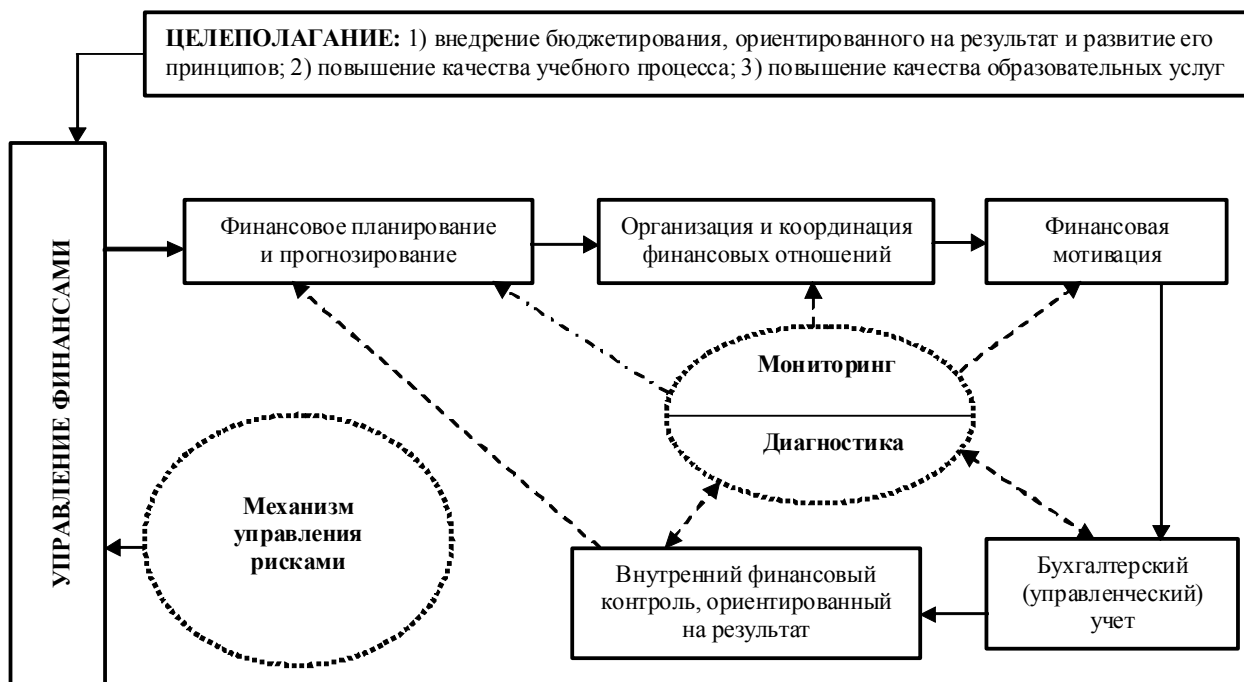 ЦЕЛЕПОЛАГАНИЕ: 1) внедрение бюджетирования, ориентированного на результат и развитие его
принципов; 2) повышение качества учебного процесса; 3) повышение качества образовательных услуг
УПРАВЛЕНИЕ ФИНАНСАМИ
Финансовое планирование
и прогнозирование
Организация и координация
финансовых отношений
Финансовая
мотивация
Мониторинг
Диагностика
Механизм
управления
рисками
Внутренний финансовый
контроль, ориентированный
на результат
Бухгалтерский
(управленческий)
учет